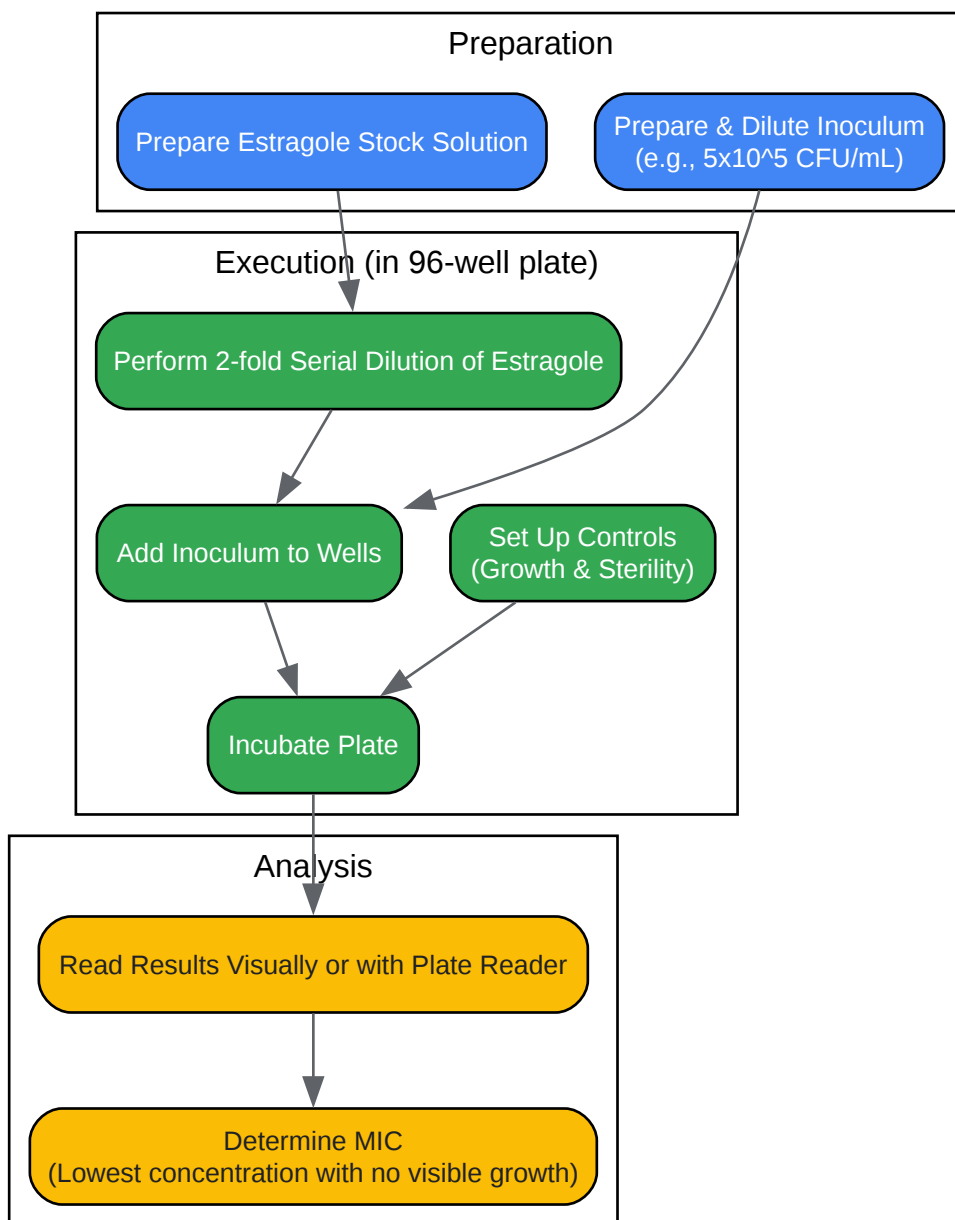 Preparation
Prepare Estragole Stock Solution
Prepare & Dilute Inoculum
(e.g., 5x10^5 CFU/mL)
Execution (in 96-well plate)
Perform 2-fold Serial Dilution of Estragole
Add Inoculum to Wells
Set Up Controls
(Growth & Sterility)
Incubate Plate
Analysis
Read Results Visually or with Plate Reader
Determine MIC
(Lowest concentration with no visible growth)